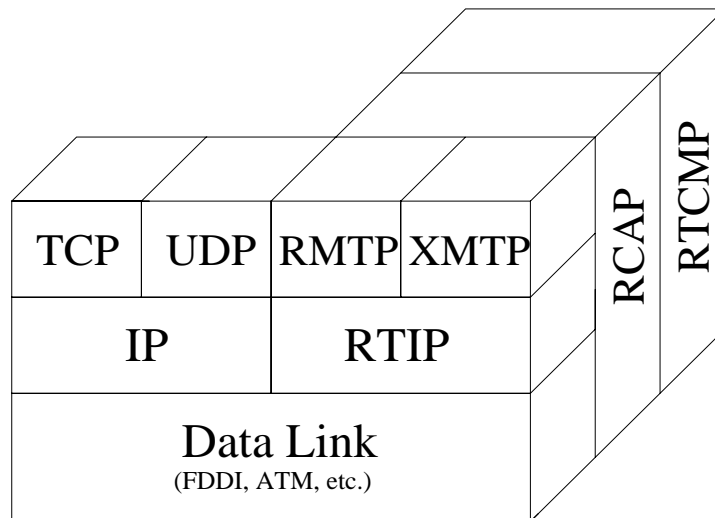 TCP
UDP
RMTP
XMTP
IP
RTIP
Data Link
(FDDI, ATM, etc.)
RCAP
RTCMP